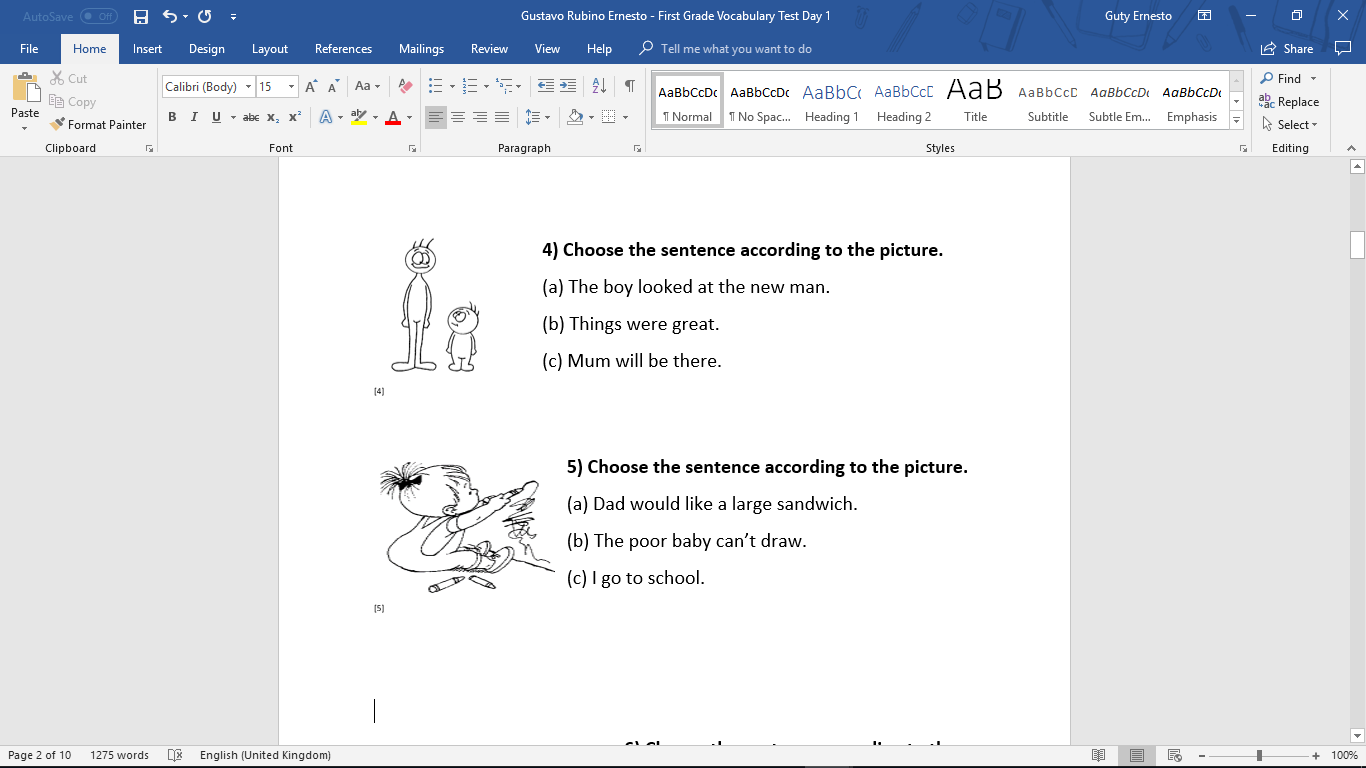 AutoSave Off
Gustavo Rubino Ernesto - First Grade Vocabulary Test Day 1
Guty Ernesto
File Home Insert Design Layout References Mailings Review View Help Tell me what you want to do Share
Paste
Cut
Copy
Format Painter
Clipboard
Calibri (Body) 15
Font
Paragraph
AaBbCcDc AaBbCcDc AaBbCc AaBbCcD AaB AaBbCcD AaBbCcDc AaBbCcDc
¶ Normal ¶ No Spac... Heading 1 Heading 2 Title Subtitle Subtle Em... Emphasis
Styles
Find
Replace
Select
Editing
4) Choose the sentence according to the picture.
(a) The boy looked at the new man.
(b) Things were great.
(c) Mum will be there.
[4]
5) Choose the sentence according to the picture.
(a) Dad would like a large sandwich.
(b) The poor baby can’t draw.
(c) I go to school.
[5]
Page 2 of 10 1275 words English (United Kingdom) 100%